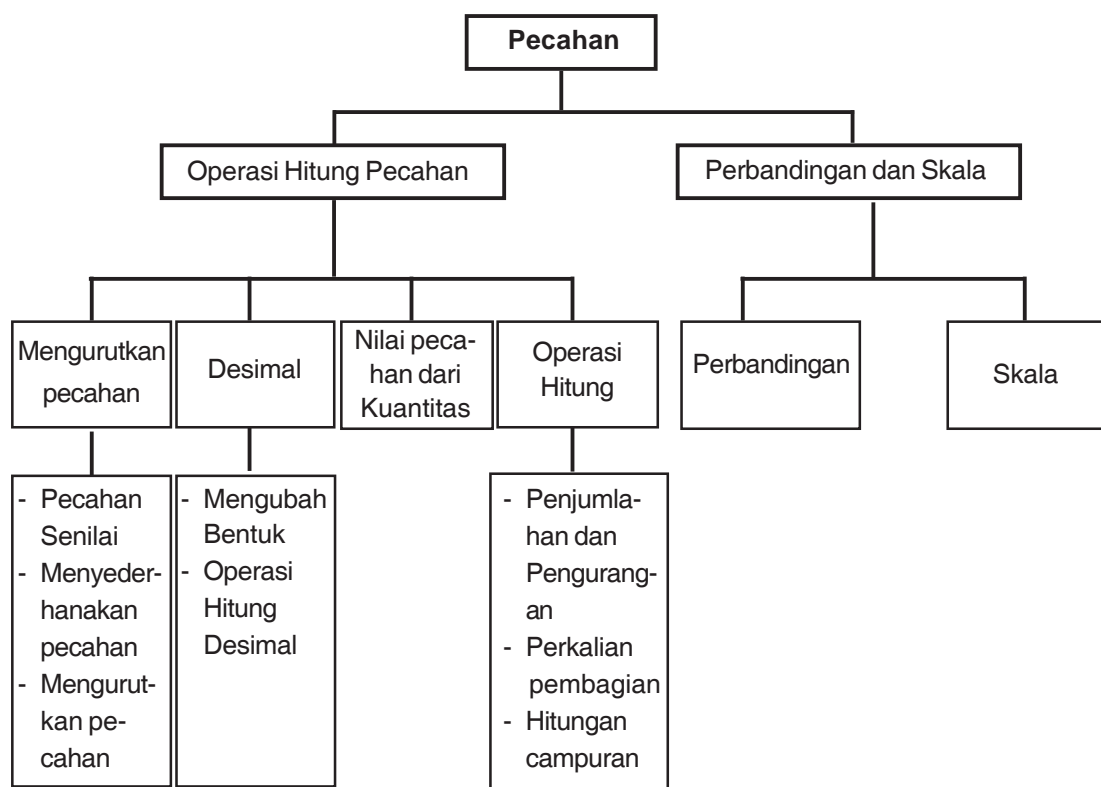 Pecahan
Operasi Hitung Pecahan
Perbandingan dan Skala
Mengurutkan
pecahan
Desimal
Nilai peca-
han dari
Kuantitas
Operasi
Hitung
Perbandingan
Skala
- Pecahan
Senilai
- Menyeder-
hanakan
pecahan
- Mengurut-
kan pe-
cahan
- Mengubah
Bentuk
- Operasi
Hitung
Desimal
- Penjumla-
han dan
Pengurang-
an
- Perkalian
pembagian
- Hitungan
campuran